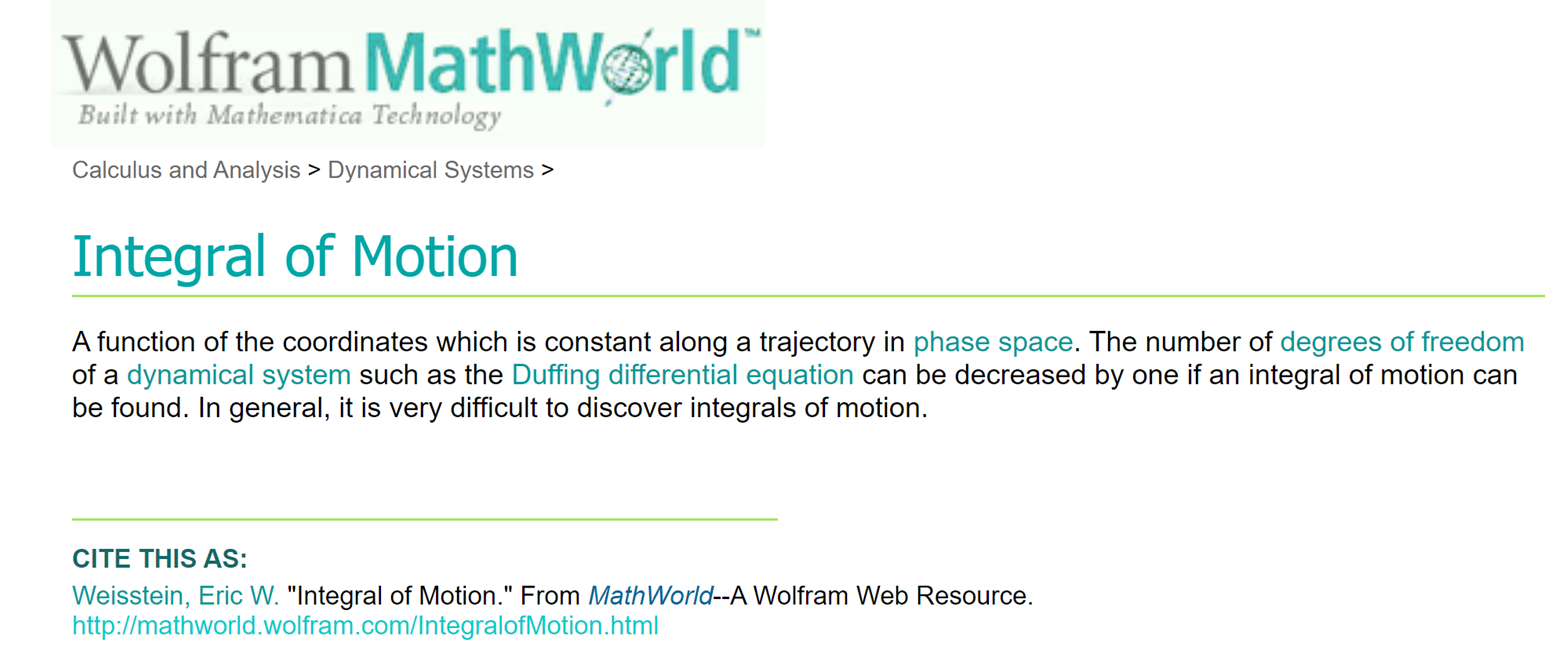 Wolfram MathWorld™
Built with Mathematica Technology
Calculus and Analysis > Dynamical Systems >
Integral of Motion
A function of the coordinates which is constant along a trajectory in phase space. The number of degrees of freedom
of a dynamical system such as the Duffing differential equation can be decreased by one if an integral of motion can
be found. In general, it is very difficult to discover integrals of motion.
CITE THIS AS:
Weisstein, Eric W. "Integral of Motion." From MathWorld--A Wolfram Web Resource.
http://mathworld.wolfram.com/IntegralofMotion.html